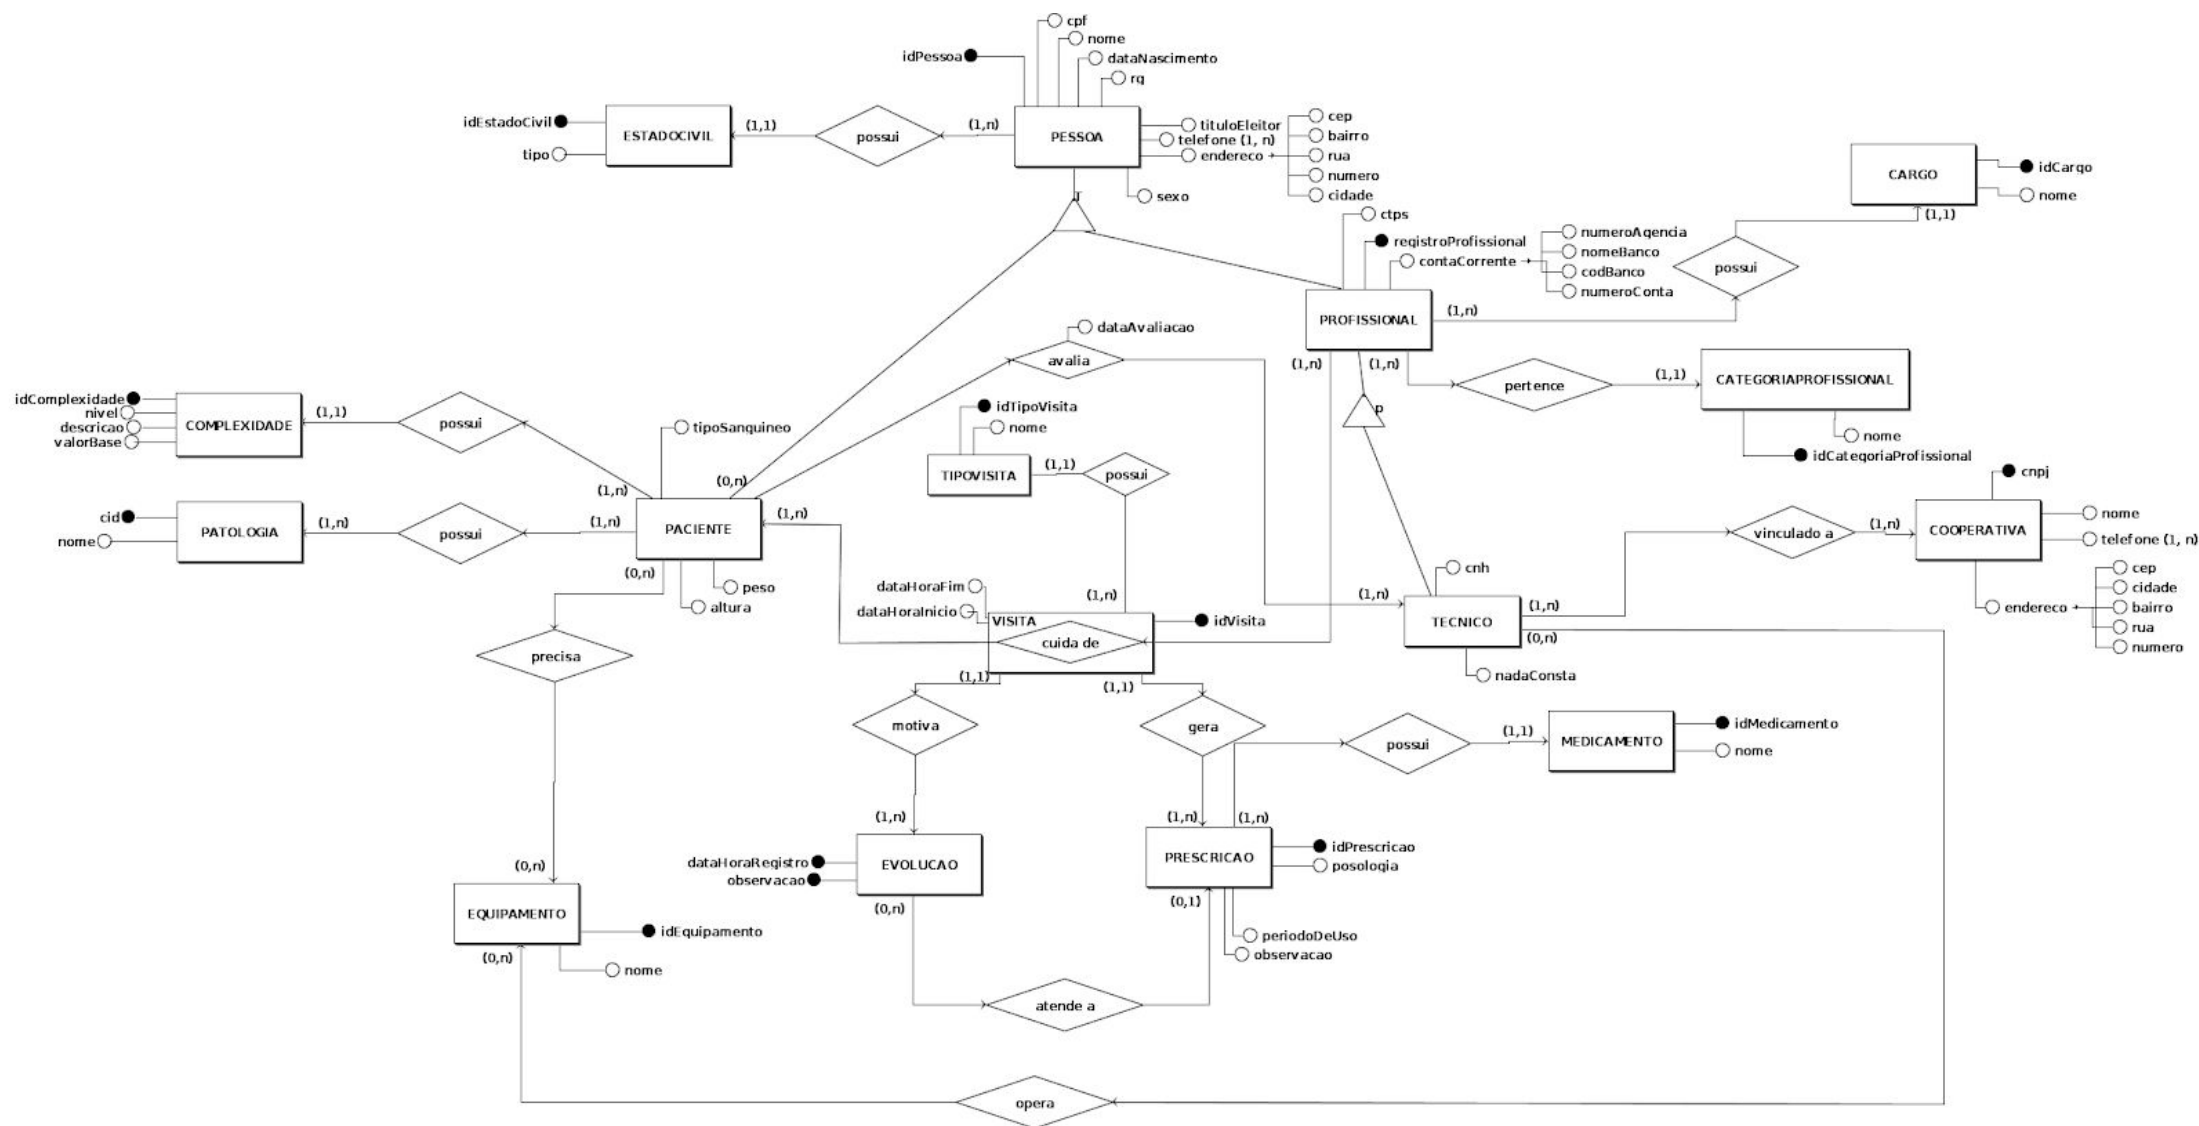 cpf
nome
idPessoa
dataNascimento
rg
idEstadoCivil
ESTADOCIVIL
tipo
(1,1)
possui
(1,n)
PESSOA
tituloEleitor
telefone (1, n)
endereco
cep
bairro
rua
numero
cidade
sexo
CARGO
idCargo
nome
(1,1)
possui
ctps
registroProfissional
contaCorrente
numeroAgencia
nomeBanco
codBanco
numeroConta
PROFISSIONAL
(1,n)
(1,n)
(1,n)
pertence
(1,1)
CATEGORIAPROFISSIONAL
nome
idCategoriaProfissional
p
dataAvaliacao
avalia
idComplexidade
nivel
descricao
valorBase
COMPLEXIDADE
(1,1)
possui
tipoSanguineo
idTipoVisita
nome
TIPOVISITA
(1,1)
possui
(1,n)
(0,n)
cid
nome
PATOLOGIA
(1,n)
possui
(1,n)
PACIENTE
(1,n)
(0,n)
peso
altura
cnpj
COOPERATIVA
nome
telefone (1, n)
vinculado a
(1,n)
endereco
cep
cidade
bairro
rua
numero
cnh
(1,n)
TECNICO
(1,n)
(0,n)
nadaConsta
dataHoraFim
dataHoraInicio
(1,n)
VISITA
cuida de
idVisita
(1,1)
(1,1)
precisa
motiva
gera
possui
(1,1)
MEDICAMENTO
idMedicamento
nome
(1,n)
(1,n)
(1,n)
dataHoraRegistro
observacao
EVOLUCAO
PRESCRICAO
idPrescricao
posologia
(0,n)
(0,n)
(0,1)
periodoDeUso
observacao
EQUIPAMENTO
idEquipamento
nome
(0,n)
atende a
opera